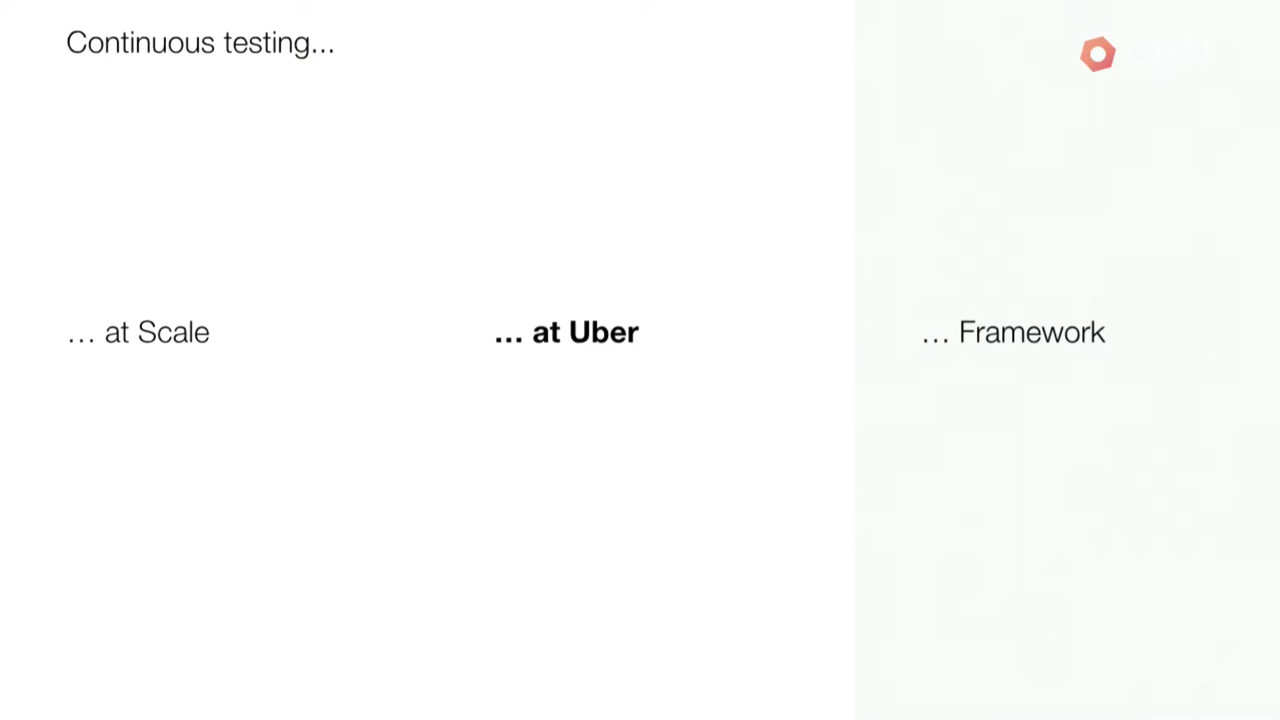 Continuous testing...
... at Scale
... at Uber
... Framework